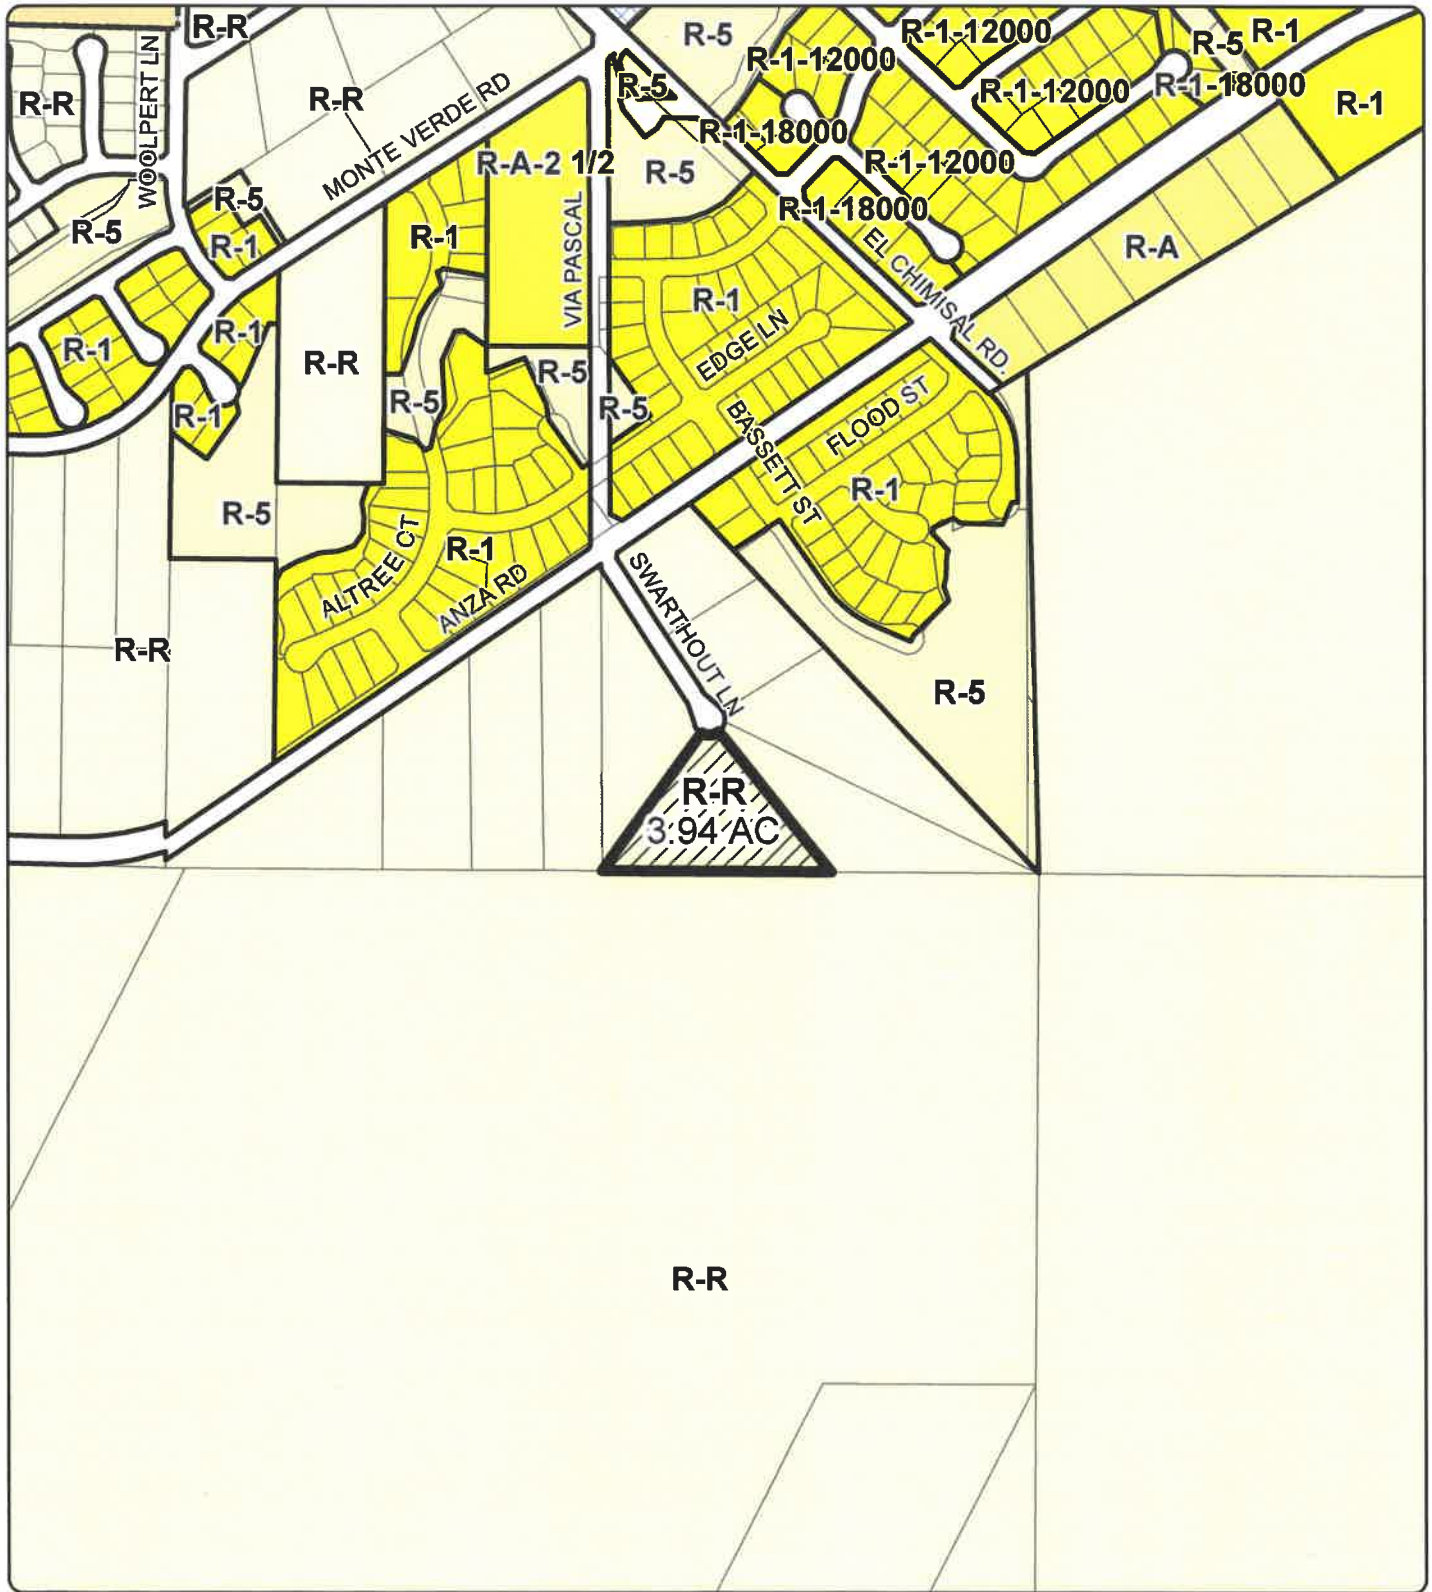 R-R
R-5
R-1-12000
R-1-12000
R-5
R-1
R-R
WOOLPERT LN
R-R
MONTE VERDE RD
R-5
R-1-12000
R-1-18000
R-1
R-1-18000
R-A-2 1/2
R-5
R-1-12000
R-5
R-1
R-5
R-1
R-1-18000
EL CHIMISAL RD.
R-A
VIA PASCAL
R-1
R-1
R-1
R-R
EDGE LN
R-5
R-1
R-5
R-5
BASSETT ST
FLOOD ST
R-5
R-1
R-1
ALTREE CT
ANZA RD
SWARTHOUT LN
R-R
R-5
R-R
3.94 AC
R-R